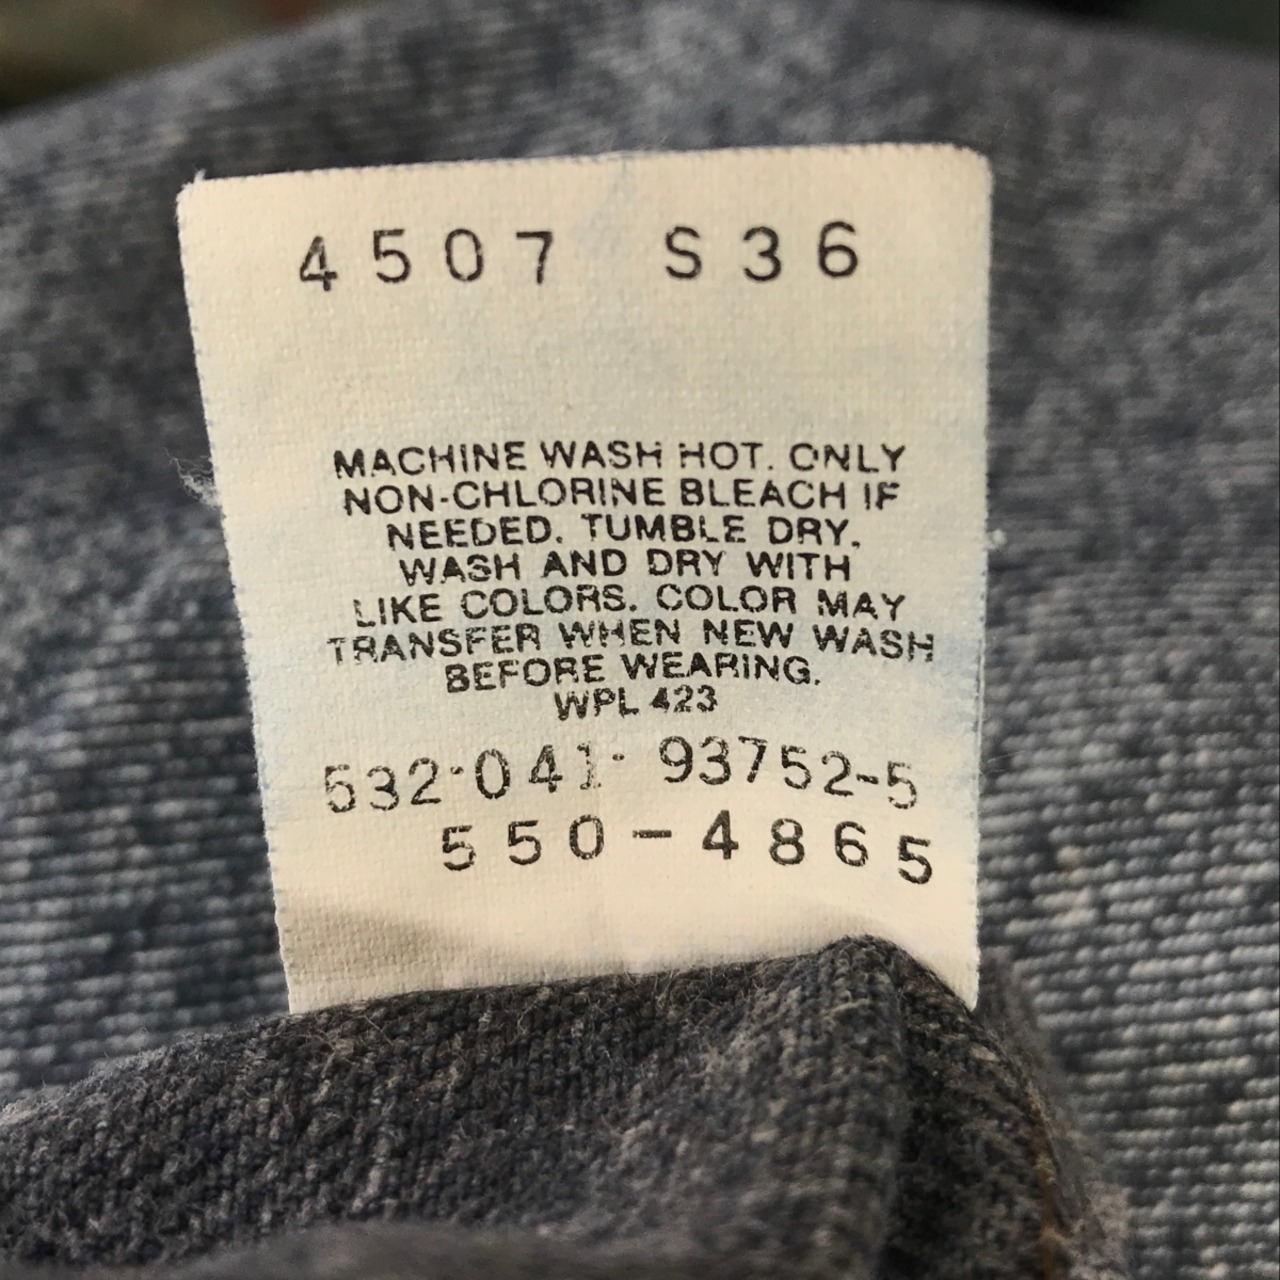 4507 S36
MACHINE WASH HOT. ONLY
NON-CHLORINE BLEACH IF
NEEDED. TUMBLE DRY.
WASH AND DRY WITH
LIKE COLORS. COLOR MAY
TRANSFER WHEN NEW WASH
BEFORE WEARING.
WPL 423
532-041- 93752-5
550-4865